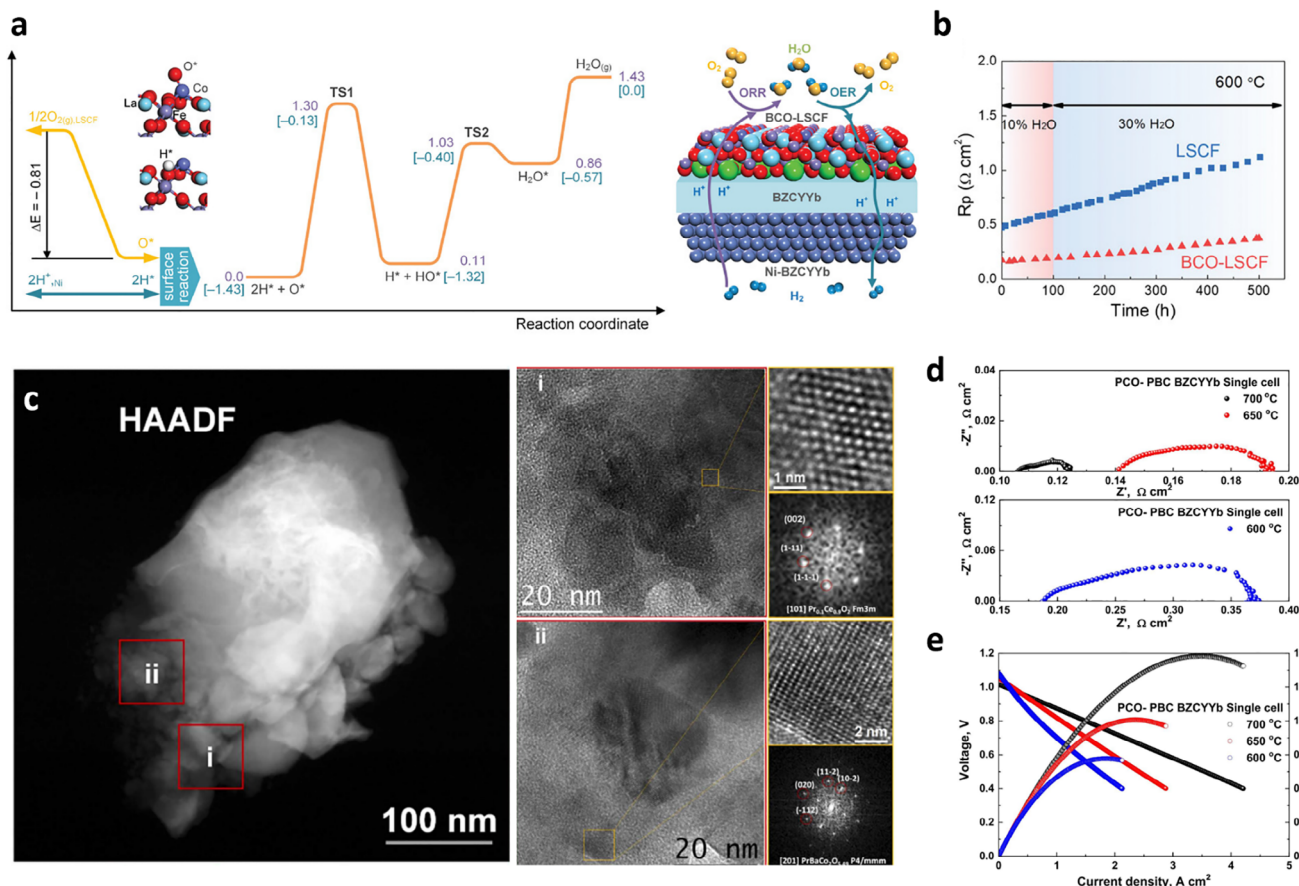 a
O*
Co
La
Fe
H*
1/2O2(g),LSCF
ΔE = − 0.81
O*
2H+,Ni
2H*
surface
reaction
0.0
[−1.43]
2H* + O*
1.30
[−0.13]
TS1
H* + HO*
0.11
[−1.32]
1.03
[−0.40]
TS2
H2O*
0.86
[−0.57]
H2O(g)
1.43
[0.0]
Reaction coordinate
H2O
O2
O2
ORR
OER
BCO-LSCF
H+
H+
H+
H+
BZCYYb
Ni-BZCYYb
H2
b
600 °C
10% H2O
30% H2O
LSCF
BCO-LSCF
Rp (Ω cm2)
2.0
1.5
1.0
0.5
0.0
0
100
200
300
400
500
Time (h)
c
HAADF
ii
i
100 nm
i
20 nm
1 nm
(002)
(1-11)
(1-1-1)
[101] Pr0.1Ce0.9O2 Fm3m
ii
20 nm
2 nm
(11-2)
(10-2)
(020)
(-112)
d
PCO- PBC BZCYYb Single cell
700 °C
650 °C
-Z'', Ω cm2
0.04
0.02
0.00
0.10
0.12
0.14
0.16
0.18
0.20
Z', Ω cm2
PCO- PBC BZCYYb Single cell
600 °C
-Z'', Ω cm2
0.12
0.06
0.00
0.15
0.20
0.25
0.30
0.35
0.40
Z', Ω cm2
e
PCO- PBC BZCYYb Single cell
700 °C
650 °C
600 °C
Voltage, V
1.2
1.0
0.8
0.6
0.4
0.2
0.0
0
1
2
3
4
5
Current density, A cm2